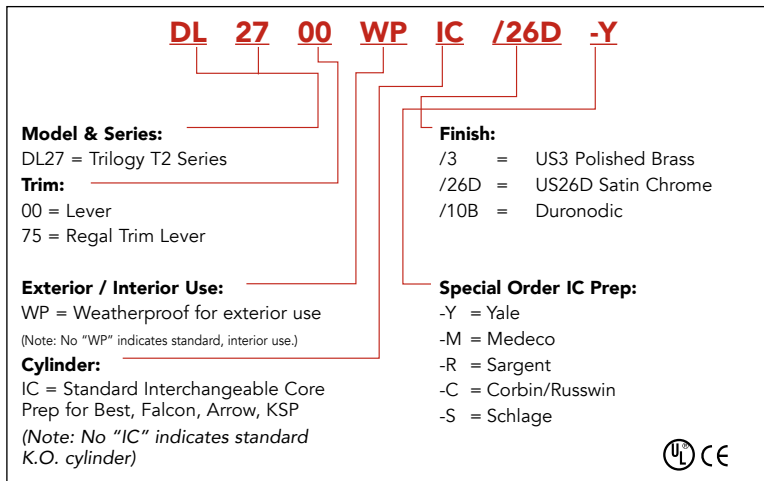 DL 27 00 WP IC /26D -Y
Model & Series:
DL27 = Trilogy T2 Series
Trim:
00 = Lever
75 = Regal Trim Lever
Exterior / Interior Use:
WP = Weatherproof for exterior use
(Note: No "WP" indicates standard, interior use.)
Cylinder:
IC = Standard Interchangeable Core
Prep for Best, Falcon, Arrow, KSP
(Note: No "IC" indicates standard
K.O. cylinder)
Finish:
/3 = US3 Polished Brass
/26D = US26D Satin Chrome
/10B = Duronodic
Special Order IC Prep:
-Y = Yale
-M = Medeco
-R = Sargent
-C = Corbin/Russwin
-S = Schlage
UL CE